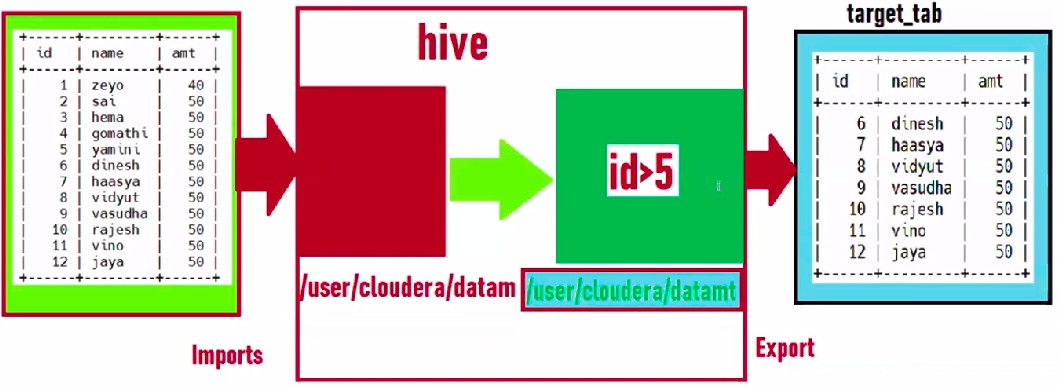 target_tab
hive
+------+---------+------+
| id | name | amt |
+------+---------+------+
| 1 | zeyo | 40 |
| 2 | sai | 50 |
| 3 | hema | 50 |
| 4 | gomathi | 50 |
| 5 | yamini | 50 |
| 6 | dinesh | 50 |
| 7 | haasya | 50 |
| 8 | vidyut | 50 |
| 9 | vasudha | 50 |
| 10 | rajesh | 50 |
| 11 | vino | 50 |
| 12 | jaya | 50 |
+------+---------+------+
id>5
/user/cloudera/datam
/user/cloudera/datamt
+------+---------+------+
| id | name | amt |
+------+---------+------+
| 6 | dinesh | 50 |
| 7 | haasya | 50 |
| 8 | vidyut | 50 |
| 9 | vasudha | 50 |
| 10 | rajesh | 50 |
| 11 | vino | 50 |
| 12 | jaya | 50 |
+------+---------+------+
Imports
Export